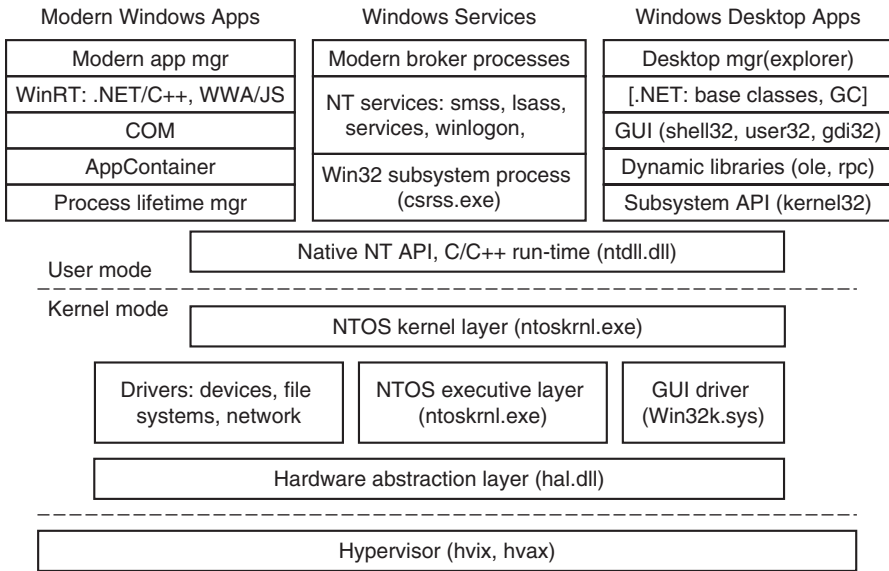 Modern Windows Apps
Modern app mgr
WinRT: .NET/C++, WWA/JS
COM
AppContainer
Process lifetime mgr
Windows Services
Modern broker processes
NT services: smss, lsass,
services, winlogon,
Win32 subsystem process
(csrss.exe)
Windows Desktop Apps
Desktop mgr(explorer)
[.NET: base classes, GC]
GUI (shell32, user32, gdi32)
Dynamic libraries (ole, rpc)
Subsystem API (kernel32)
Native NT API, C/C++ run-time (ntdll.dll)
User mode
Kernel mode
NTOS kernel layer (ntoskrnl.exe)
Drivers: devices, file
systems, network
NTOS executive layer
(ntoskrnl.exe)
GUI driver
(Win32k.sys)
Hardware abstraction layer (hal.dll)
Hypervisor (hvix, hvax)